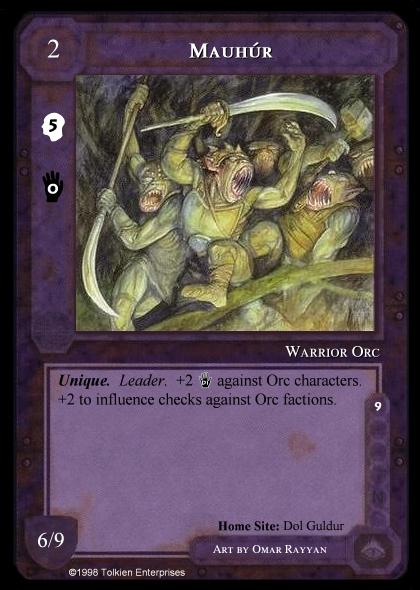 2
MAUHÚR
5
O
WARRIOR ORC
Unique. Leader. +2 DI against Orc characters.
+2 to influence checks against Orc factions.
9
Home Site: Dol Guldur
6/9
ART BY OMAR RAYYAN
©1998 Tolkien Enterprises